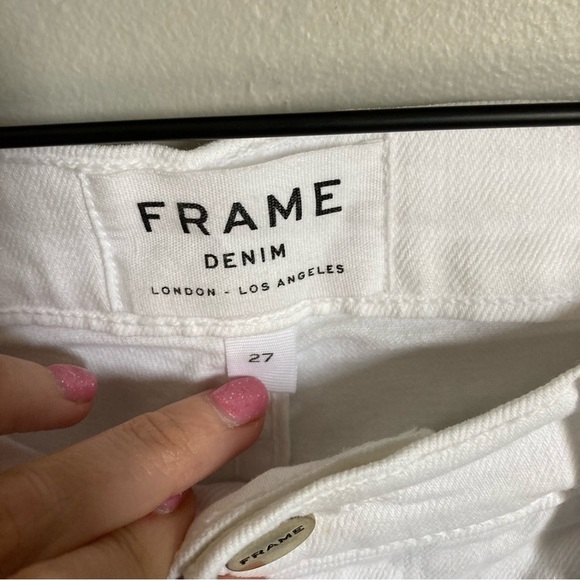 FRAME
DENIM
LONDON - LOS ANGELES
27
FRAME